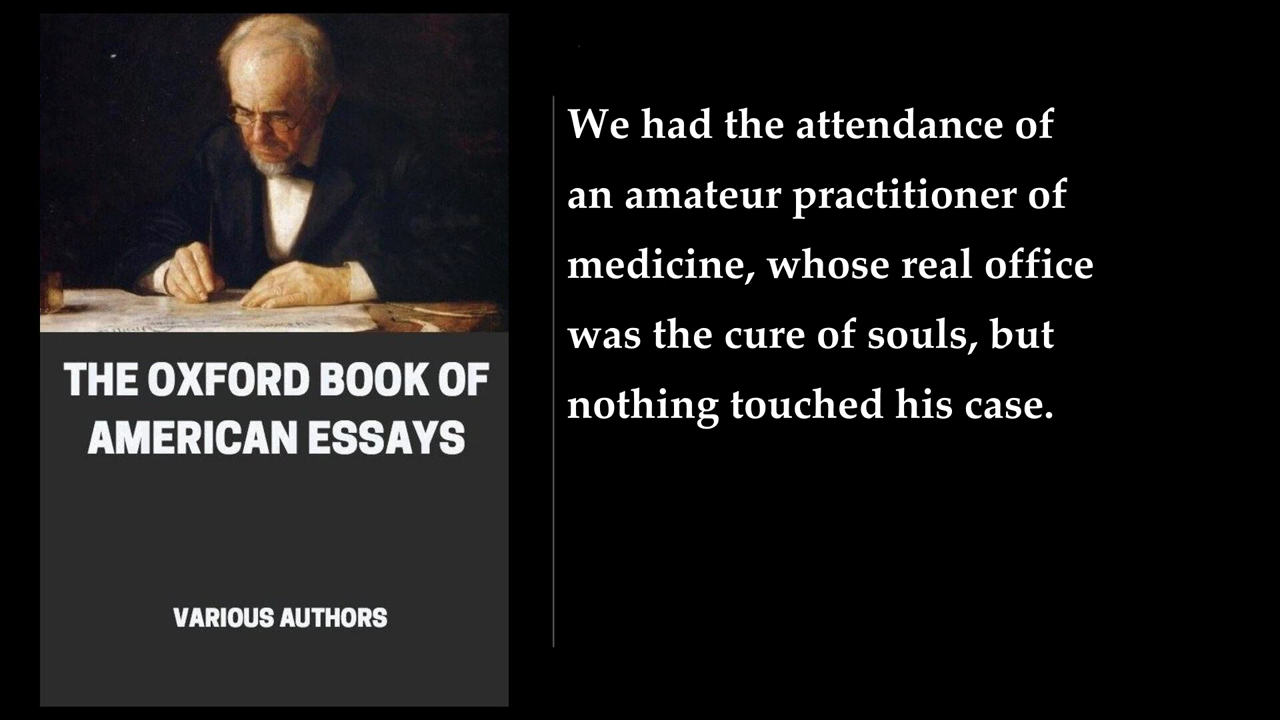 THE OXFORD BOOK OF
AMERICAN ESSAYS
VARIOUS AUTHORS
We had the attendance of
an amateur practitioner of
medicine, whose real office
was the cure of souls, but
nothing touched his case.